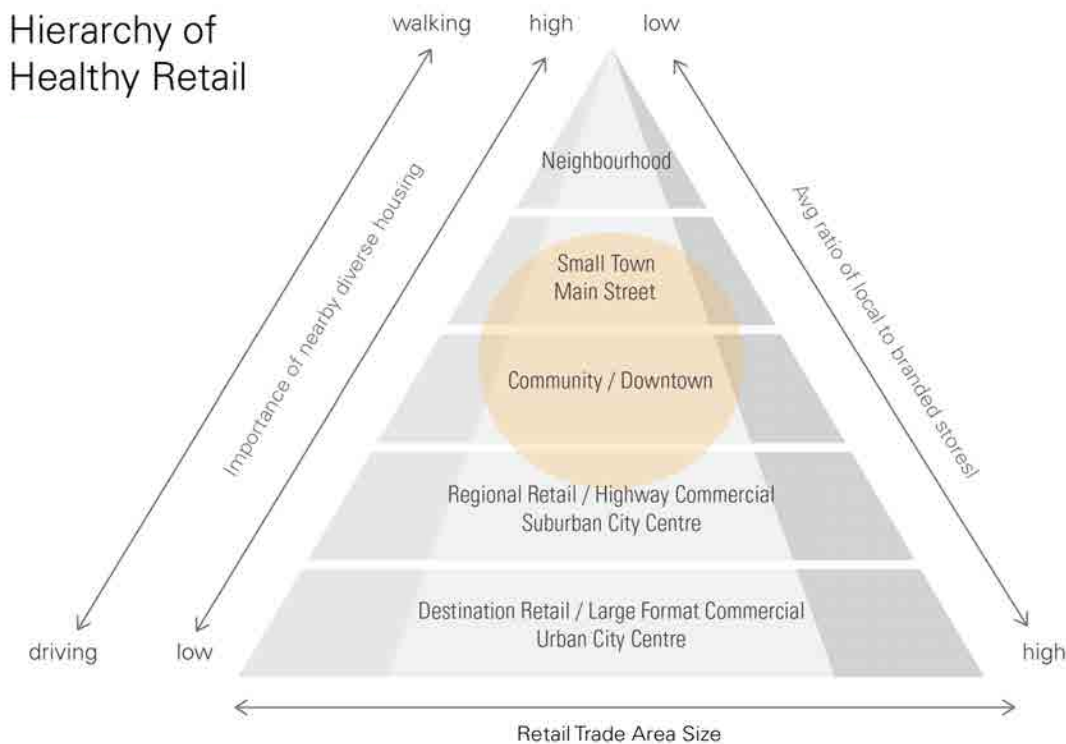 Hierarchy of
Healthy Retail
walking
high
low
Neighbourhood
Importance of nearby diverse housing
Avg ratio of local to branded stores!
Small Town
Main Street
Community / Downtown
Regional Retail / Highway Commercial
Suburban City Centre
Destination Retail / Large Format Commercial
Urban City Centre
driving
low
high
Retail Trade Area Size